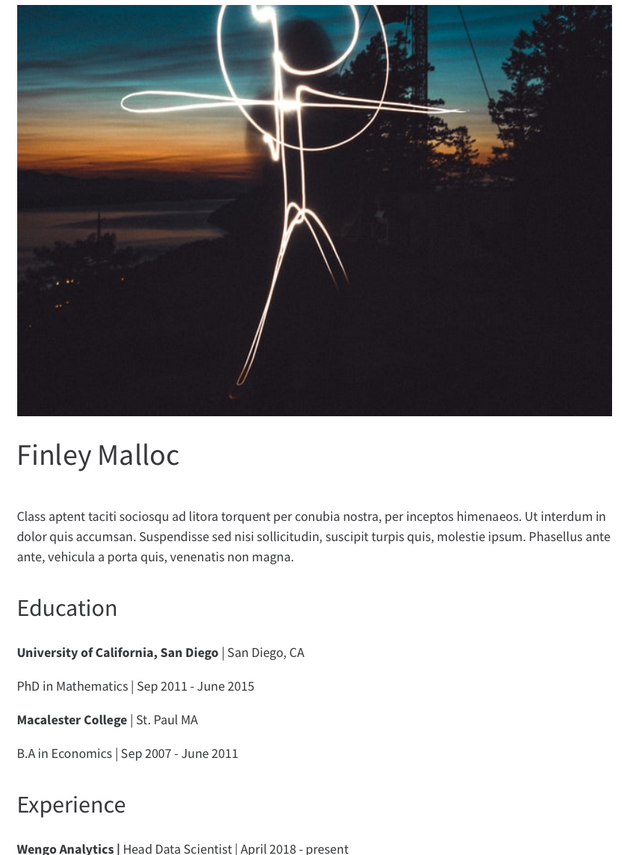 Finley Malloc
Class aptent taciti sociosqu ad litora torquent per conubia nostra, per inceptos himenaeos. Ut interdum in
dolor quis accumsan. Suspendisse sed nisi sollicitudin, suscipit turpis quis, molestie ipsum. Phasellus ante
ante, vehicula a porta quis, venenatis non magna.
Education
University of California, San Diego | San Diego, CA
PhD in Mathematics | Sep 2011 - June 2015
Macalester College | St. Paul MA
B.A in Economics | Sep 2007 - June 2011
Experience
Wengo Analytics | Head Data Scientist | April 2018 - present